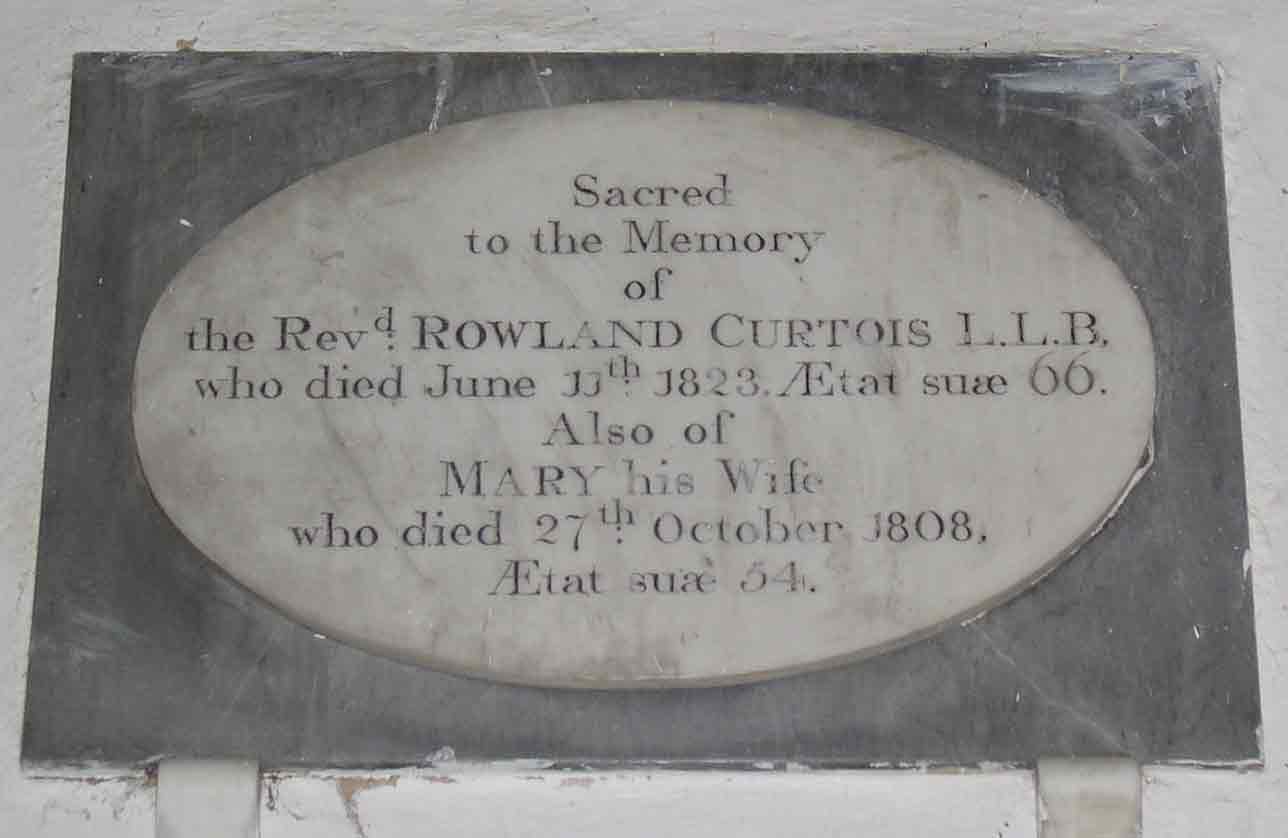 Sacred
to the Memory
of
the Revd. ROWLAND CURTOIS L.L.B.
who died June 11th. 1823. Ætat suæ 66.
Also of
MARY his Wife
who died 27th. October 1808.
Ætat suæ 54.